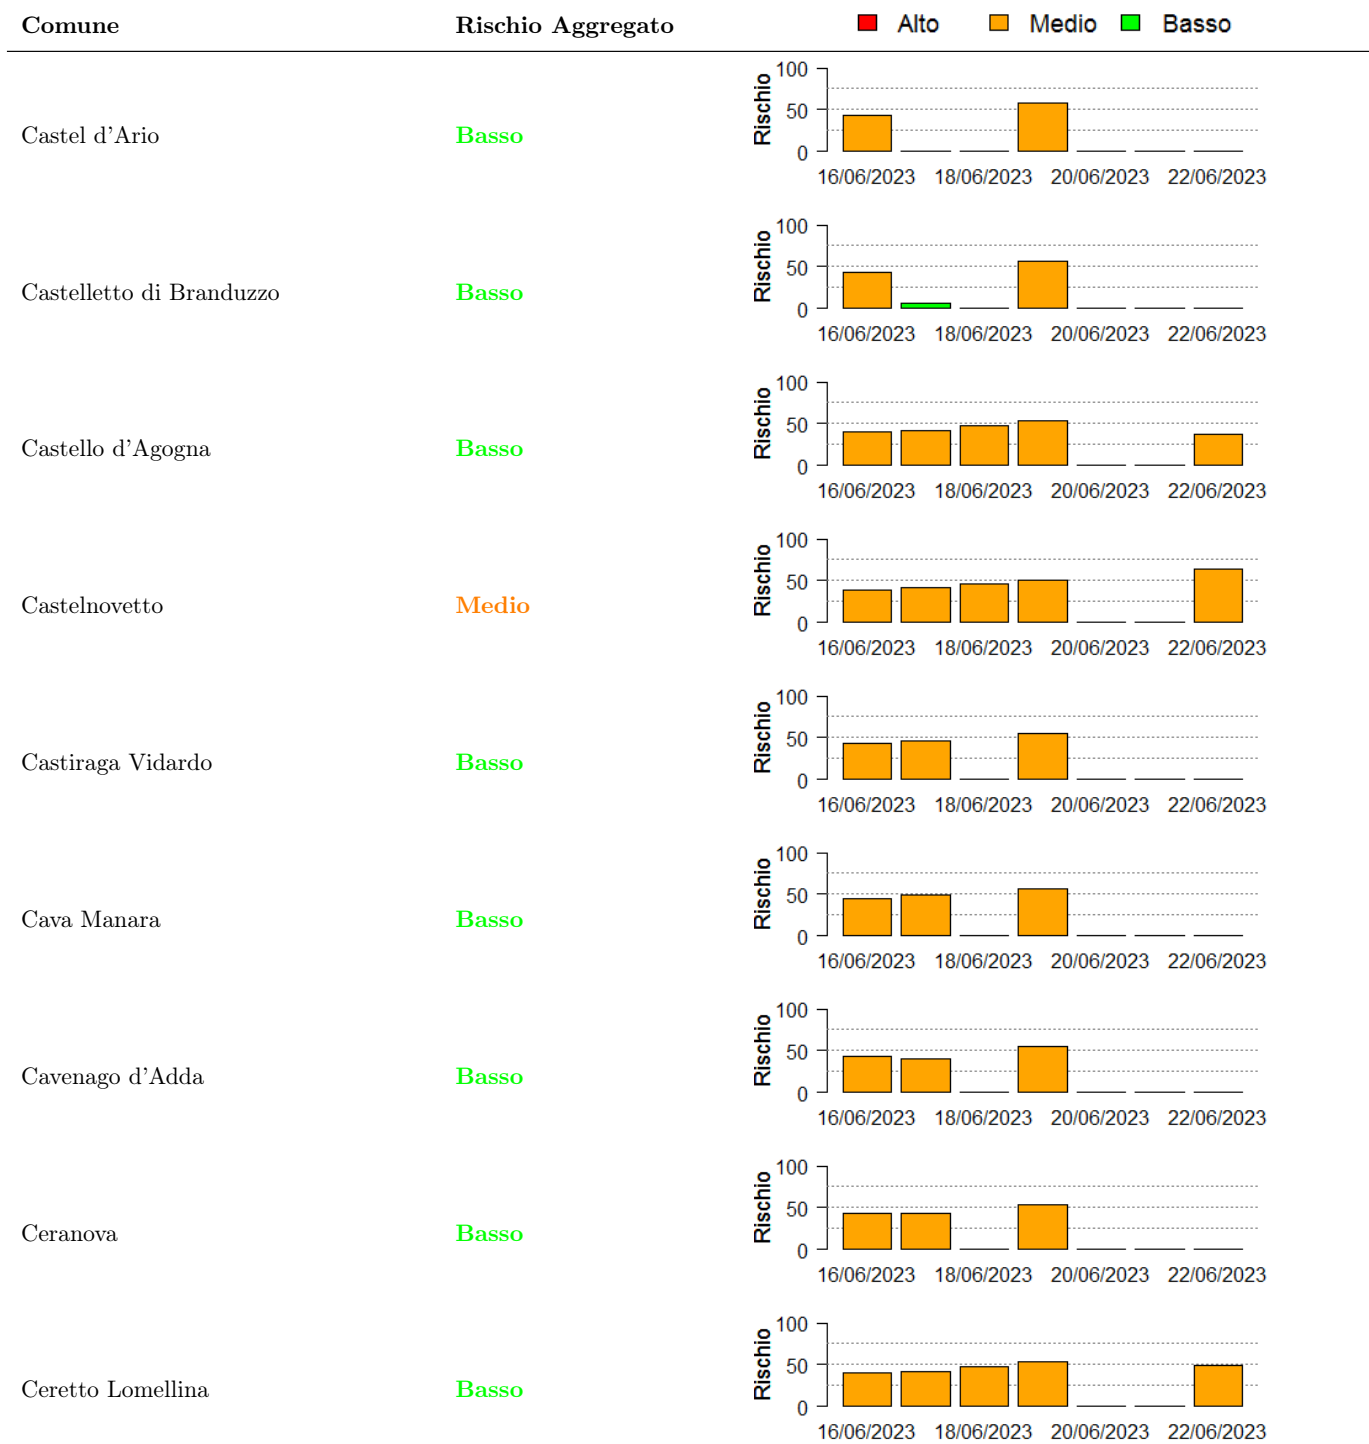 Comune Rischio Aggregato Alto Medio Basso
Castel d'Ario Basso
Rischio
100
50
0
16/06/2023 18/06/2023 20/06/2023 22/06/2023
Castelletto di Branduzzo Basso
Rischio
100
50
0
16/06/2023 18/06/2023 20/06/2023 22/06/2023
Castello d'Agogna Basso
Rischio
100
50
0
16/06/2023 18/06/2023 20/06/2023 22/06/2023
Castelnovetto Medio
Rischio
100
50
0
16/06/2023 18/06/2023 20/06/2023 22/06/2023
Castiraga Vidardo Basso
Rischio
100
50
0
16/06/2023 18/06/2023 20/06/2023 22/06/2023
Cava Manara Basso
Rischio
100
50
0
16/06/2023 18/06/2023 20/06/2023 22/06/2023
Cavenago d'Adda Basso
Rischio
100
50
0
16/06/2023 18/06/2023 20/06/2023 22/06/2023
Ceranova Basso
Rischio
100
50
0
16/06/2023 18/06/2023 20/06/2023 22/06/2023
Ceretto Lomellina Basso
Rischio
100
50
0
16/06/2023 18/06/2023 20/06/2023 22/06/2023